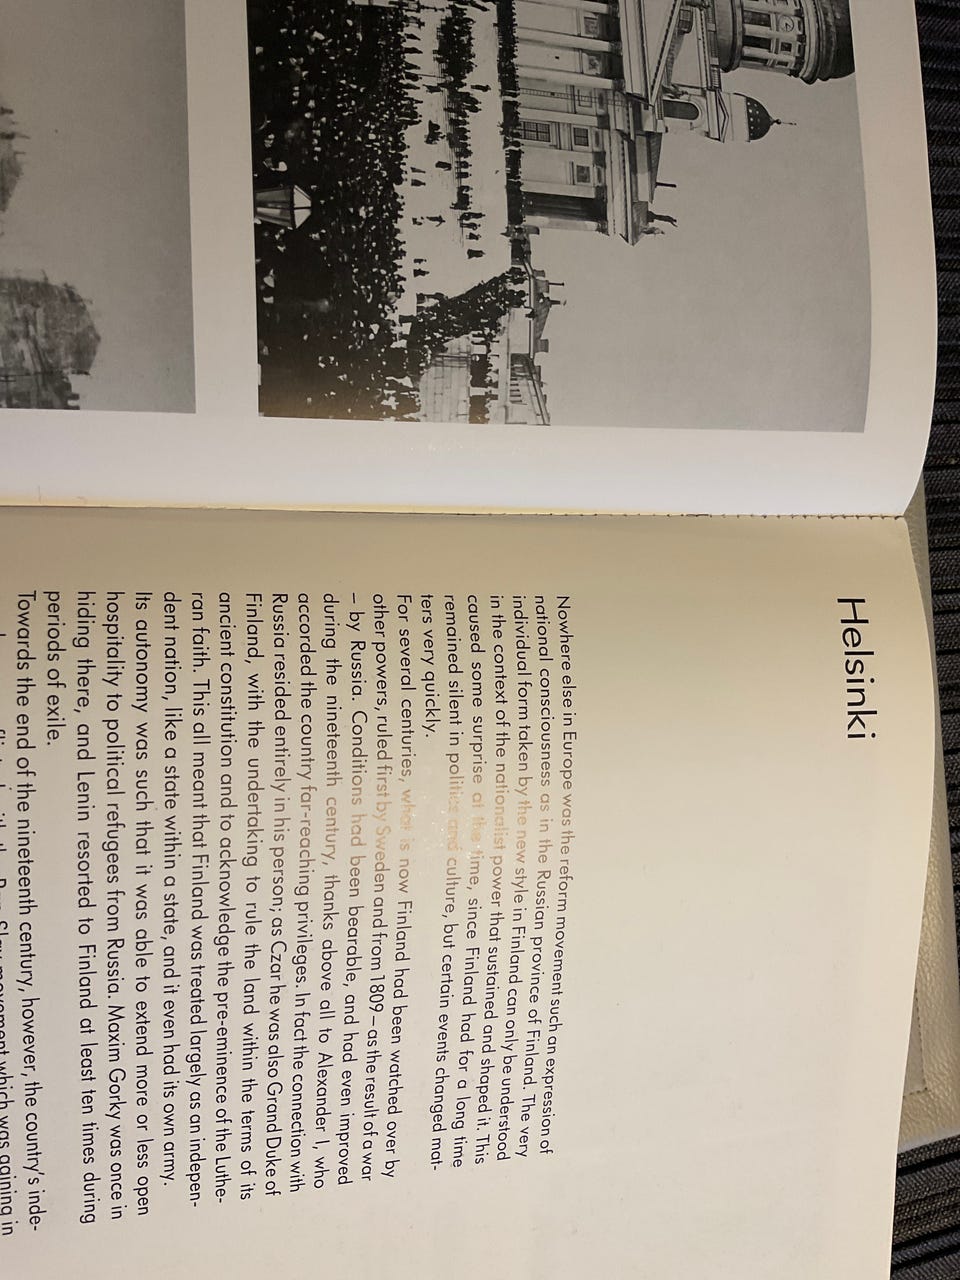 Helsinki
Nowhere else in Europe was the reform movement such an expression of
national consciousness as in the Russian province of Finland. The very
individual form taken by the new style in Finland can only be understood
in the context of the nationalist power that sustained and shaped it. This
caused some surprise at the time, since Finland had for a long time
remained silent in politics and culture, but certain events changed mat-
ters very quickly.
For several centuries, what is now Finland had been watched over by
other powers, ruled first by Sweden and from 1809 – as the result of a war
– by Russia. Conditions had been bearable, and had even improved
during the nineteenth century, thanks above all to Alexander I, who
accorded the country far-reaching privileges. In fact the connection with
Russia resided entirely in his person; as Czar he was also Grand Duke of
Finland, with the undertaking to rule the land within the terms of its
ancient constitution and to acknowledge the pre-eminence of the Luthe-
ran faith. This all meant that Finland was treated largely as an indepen-
dent nation, like a state within a state, and it even had its own army.
Its autonomy was such that it was able to extend more or less open
hospitality to political refugees from Russia. Maxim Gorky was once in
hiding there, and Lenin resorted to Finland at least ten times during
periods of exile.
Towards the end of the nineteenth century, however, the country's inde-
movement which was gaining in